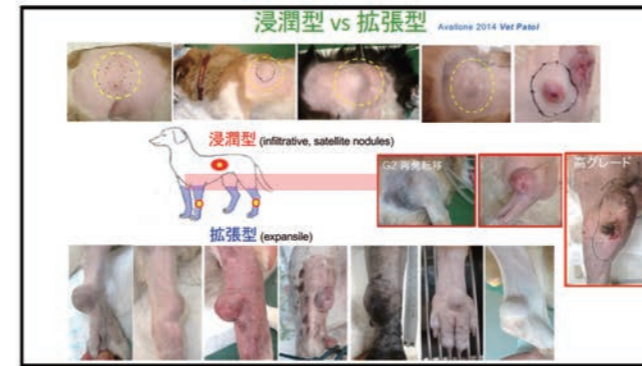 浸潤型 vs 拡張型 Avallone 2014 Vet Patol
浸潤型 (infiltrative, satellite nodules)
G2 再発転移
高グレード
拡張型 (expansile)